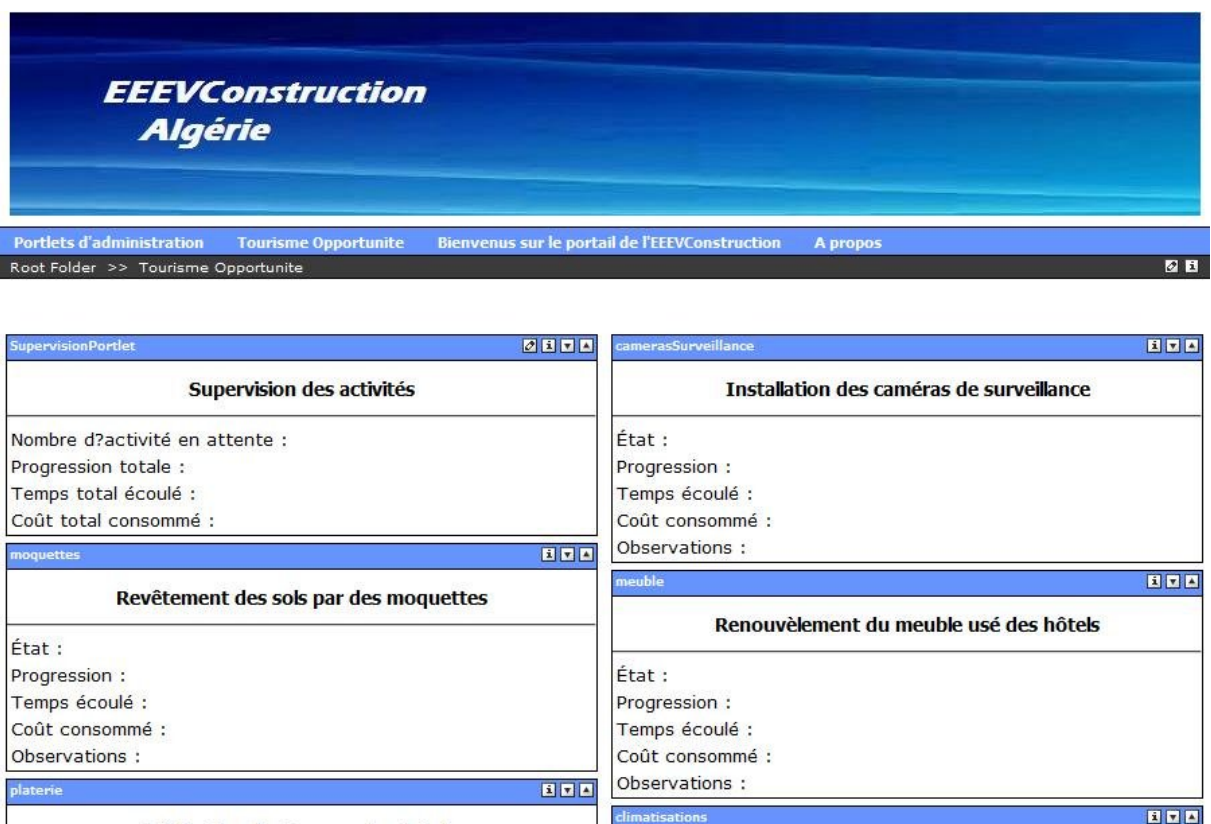 EEEVConstruction
Algérie
Portlets d'administration Tourisme Opportunite Bienvenus sur le portail de l'EEEVConstruction A propos
Root Folder >> Tourisme Opportunite
SupervisionPortlet
Supervision des activités
Nombre d?activité en attente :
Progression totale :
Temps total écoulé :
Coût total consommé :
moquettes
Revêtement des sols par des moquettes
État :
Progression :
Temps écoulé :
Coût consommé :
Observations :
platerie
camerasSurveillance
Installation des caméras de surveillance
État :
Progression :
Temps écoulé :
Coût consommé :
Observations :
meuble
Renouvèlement du meuble usé des hôtels
État :
Progression :
Temps écoulé :
Coût consommé :
Observations :
climatisations